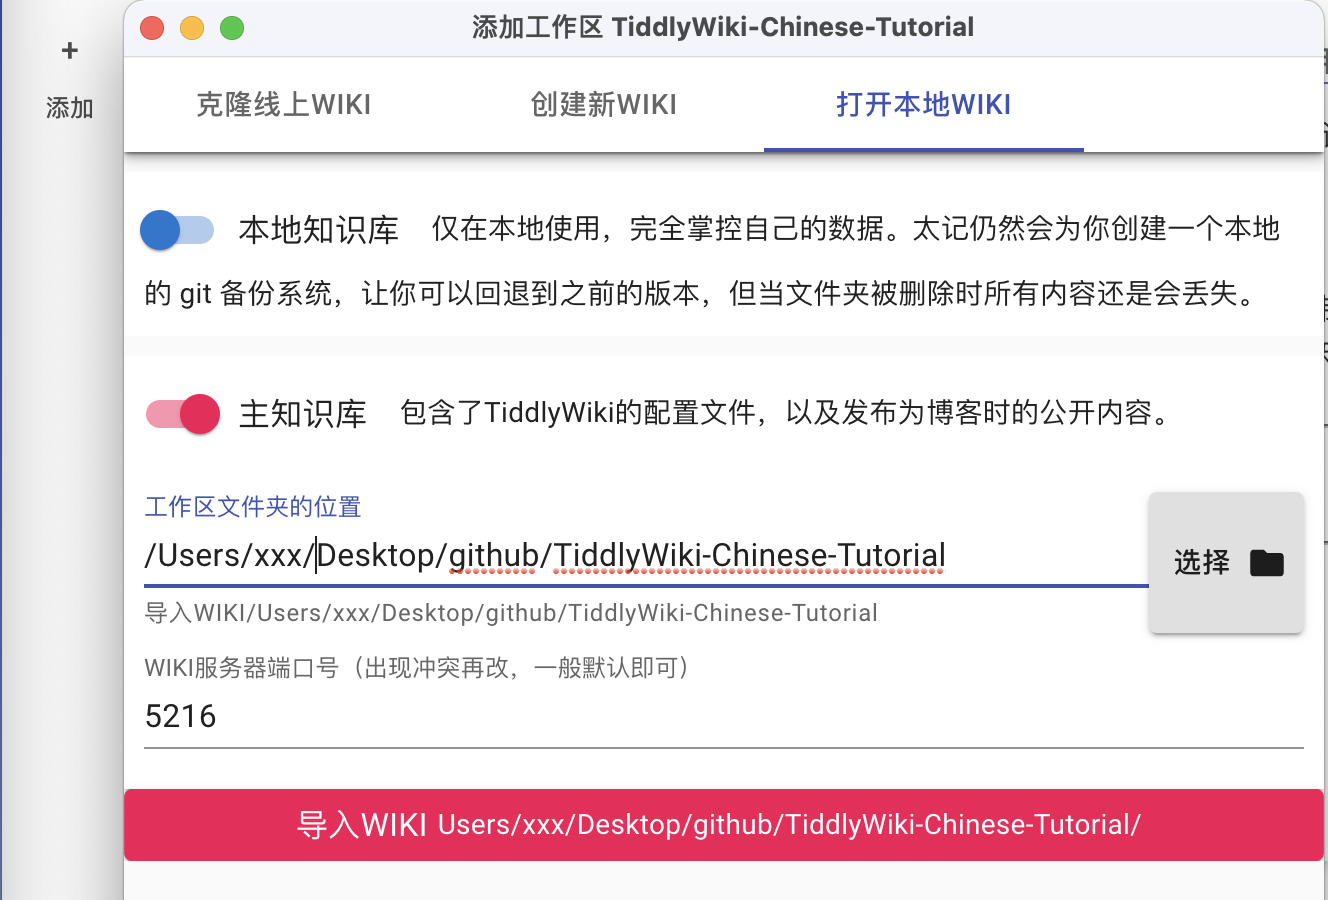 添加工作区 TiddlyWiki-Chinese-Tutorial
+
添加
克隆线上WIKI
创建新WIKI
打开本地WIKI
本地知识库 仅在本地使用，完全掌控自己的数据。太记仍然会为你创建一个本地
的 git 备份系统，让你可以回退到之前的版本，但当文件夹被删除时所有内容还是会丢失。
主知识库 包含了TiddlyWiki的配置文件，以及发布为博客时的公开内容。
工作区文件夹的位置
/Users/xxx/Desktop/github/TiddlyWiki-Chinese-Tutorial
选择
导入WIKI/Users/xxx/Desktop/github/TiddlyWiki-Chinese-Tutorial
WIKI服务器端口号（出现冲突再改，一般默认即可）
5216
导入WIKI Users/xxx/Desktop/github/TiddlyWiki-Chinese-Tutorial/